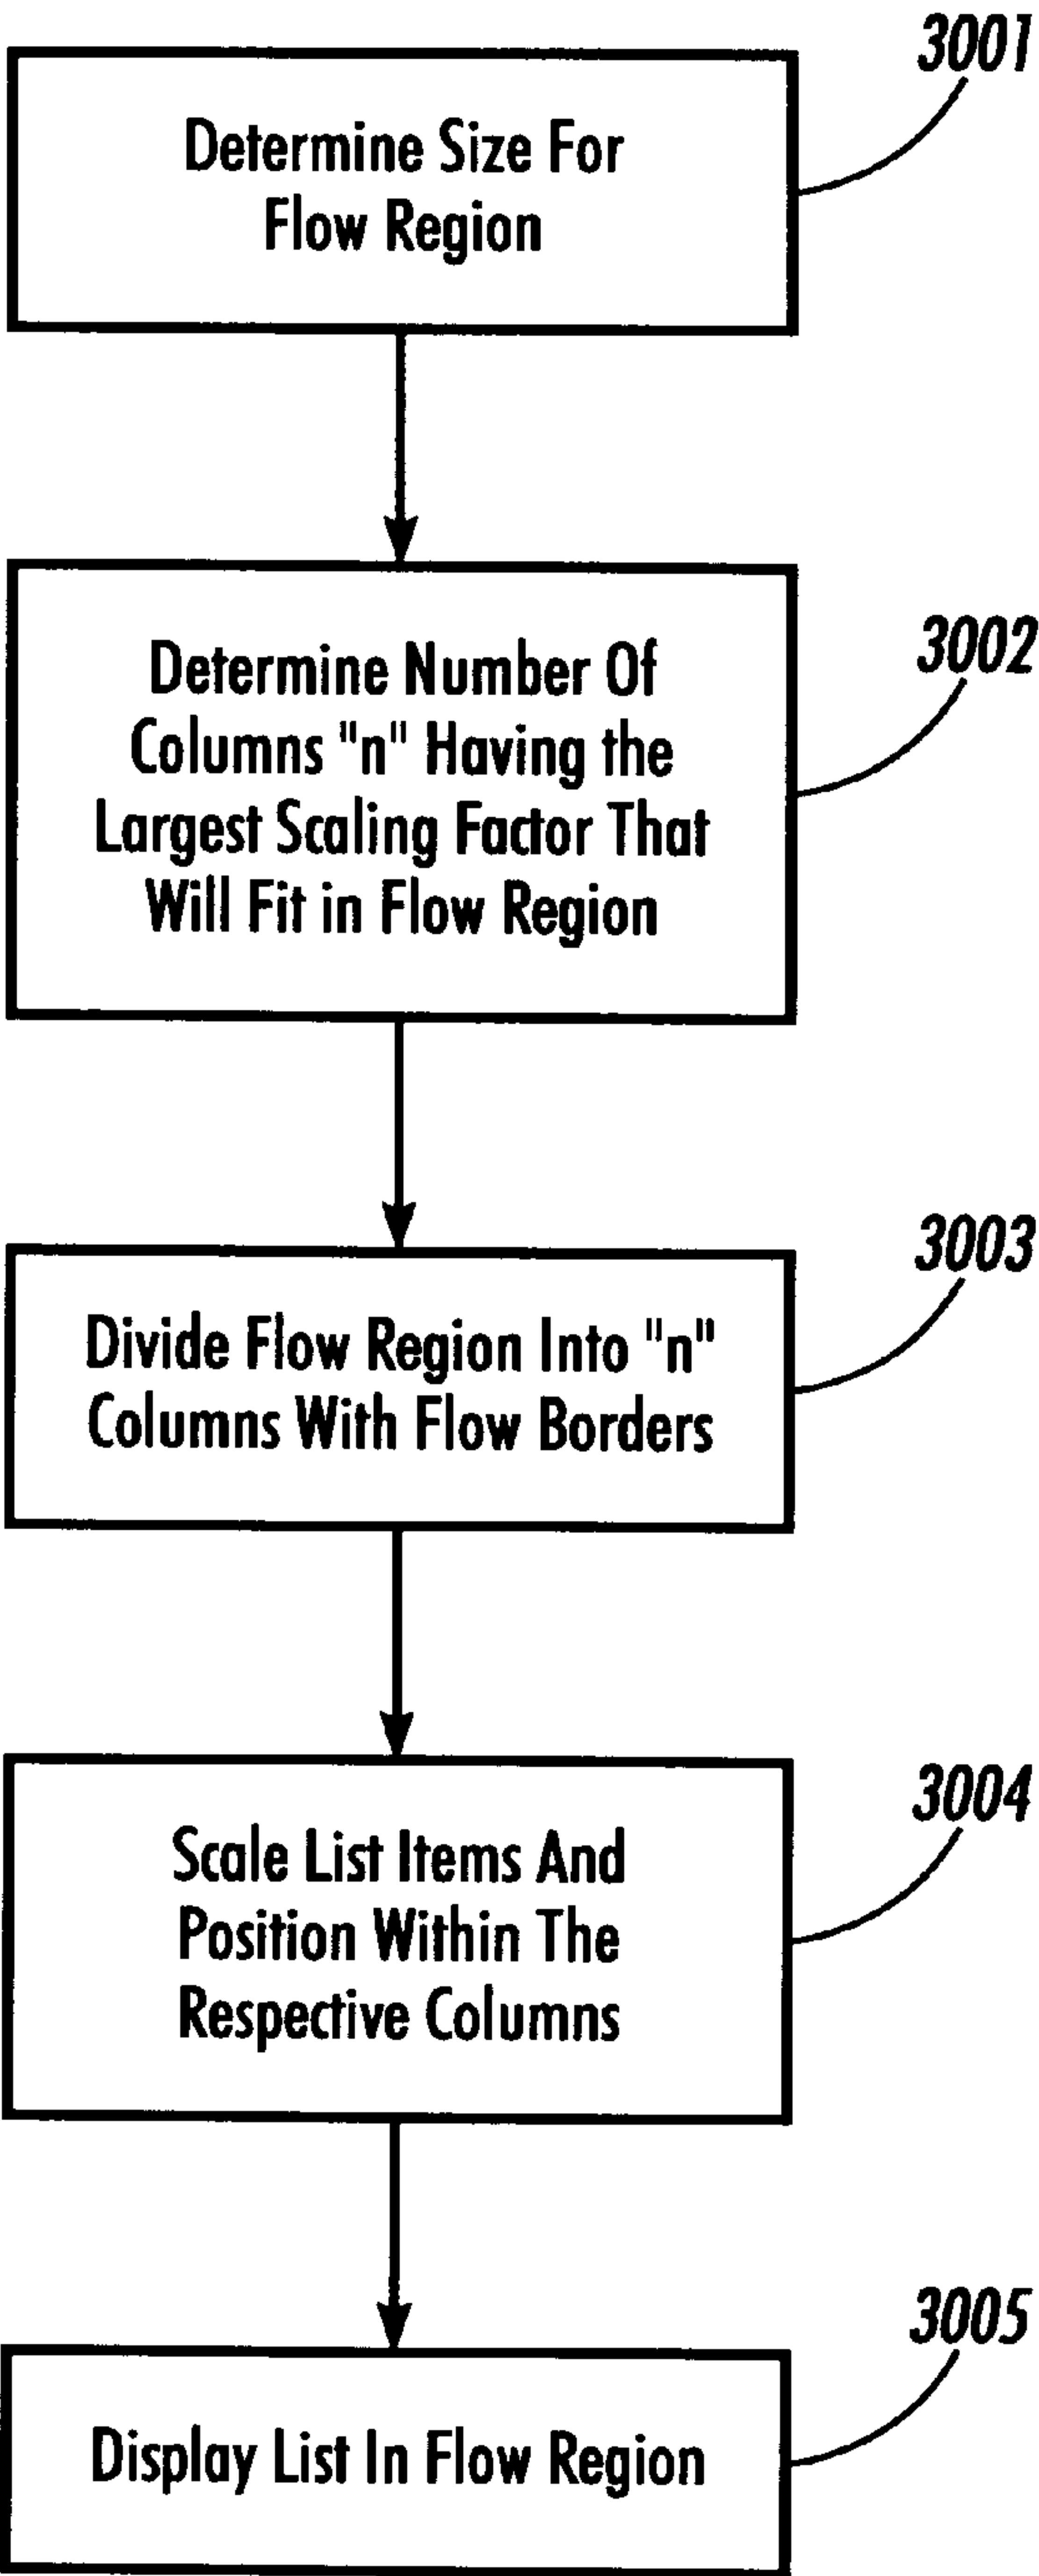 3001
Determine Size For
Flow Region
3002
Determine Number Of
Columns "n" Having the
Largest Scaling Factor That
Will Fit in Flow Region
3003
Divide Flow Region Into "n"
Columns With Flow Borders
3004
Scale List Items And
Position Within The
Respective Columns
3005
Display List In Flow Region